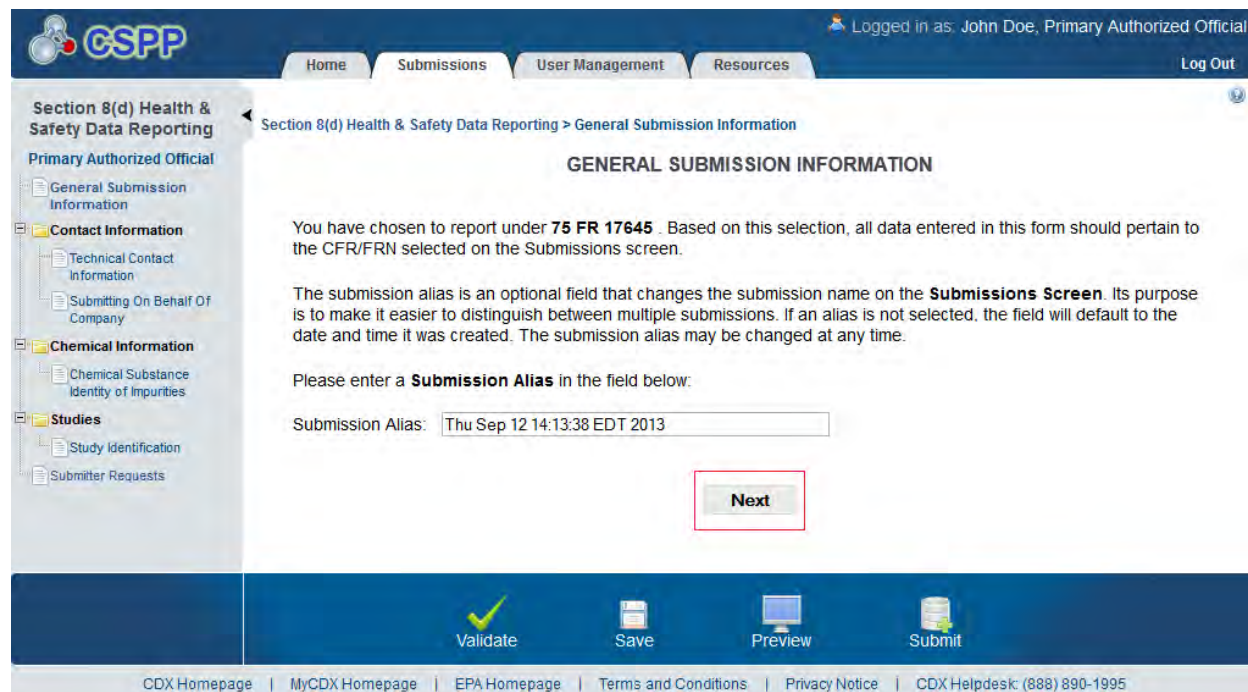 CSPP
Logged in as: John Doe, Primary Authorized Official
Home
Submissions
User Management
Resources
Log Out
Section 8(d) Health &
Safety Data Reporting
Primary Authorized Official
General Submission
Information
Contact Information
Technical Contact
Information
Submitting On Behalf Of
Company
Chemical Information
Chemical Substance
Identity of Impurities
Studies
Study Identification
Submitter Requests
Section 8(d) Health & Safety Data Reporting > General Submission Information
GENERAL SUBMISSION INFORMATION
You have chosen to report under 75 FR 17645 . Based on this selection, all data entered in this form should pertain to
the CFR/FRN selected on the Submissions screen.
The submission alias is an optional field that changes the submission name on the Submissions Screen. Its purpose
is to make it easier to distinguish between multiple submissions. If an alias is not selected, the field will default to the
date and time it was created. The submission alias may be changed at any time.
Please enter a Submission Alias in the field below:
Submission Alias: Thu Sep 12 14:13:38 EDT 2013
Next
Validate
Save
Preview
Submit
CDX Homepage | MyCDX Homepage | EPA Homepage | Terms and Conditions | Privacy Notice | CDX Helpdesk: (888) 890-1995